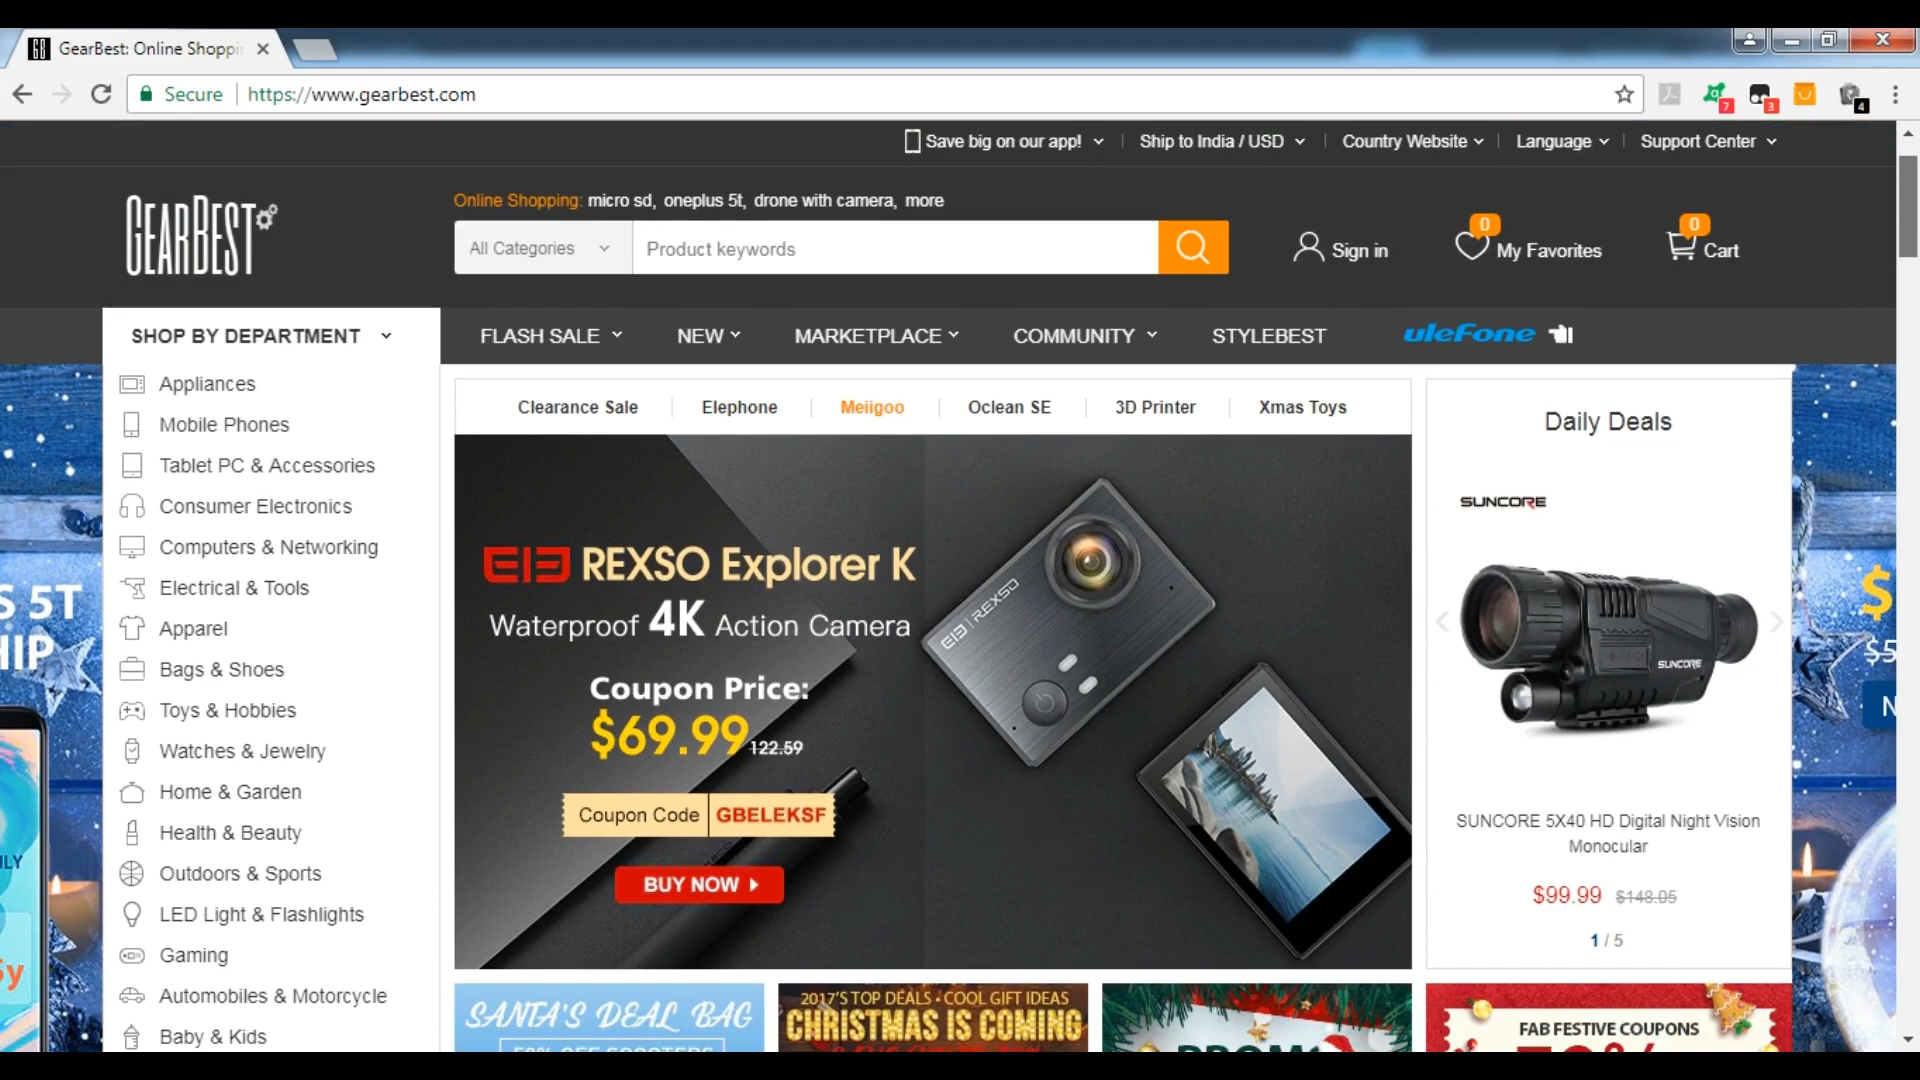 GearBest: Online Shoppi
Secure
https://www.gearbest.com
7
3
4
Save big on our app!
Ship to India / USD
Country Website
Language
Support Center
GEARBEST
Online Shopping: micro sd, oneplus 5t, drone with camera, more
All Categories
Product keywords
Sign in
0
My Favorites
0
Cart
SHOP BY DEPARTMENT
FLASH SALE
NEW
MARKETPLACE
COMMUNITY
STYLEBEST
uleFone
Appliances
Mobile Phones
Tablet PC & Accessories
Consumer Electronics
Computers & Networking
Electrical & Tools
Apparel
Bags & Shoes
Toys & Hobbies
Watches & Jewelry
Home & Garden
Health & Beauty
Outdoors & Sports
LED Light & Flashlights
Gaming
Automobiles & Motorcycle
Baby & Kids
Clearance Sale
Elephone
Meiigoo
Oclean SE
3D Printer
Xmas Toys
REXSO Explorer K
Waterproof 4K Action Camera
Coupon Price:
$69.99 122.59
Coupon Code GBELEKSF
BUY NOW
REXSO
Daily Deals
SUNCORE
SUNCORE
SUNCORE 5X40 HD Digital Night Vision
Monocular
$99.99 $148.05
1 / 5
S 5T
HIP
$
$5
N
SANTA'S DEAL BAG
2017'S TOP DEALS • COOL GIFT IDEAS
CHRISTMAS IS COMING
FAB FESTIVE COUPONS